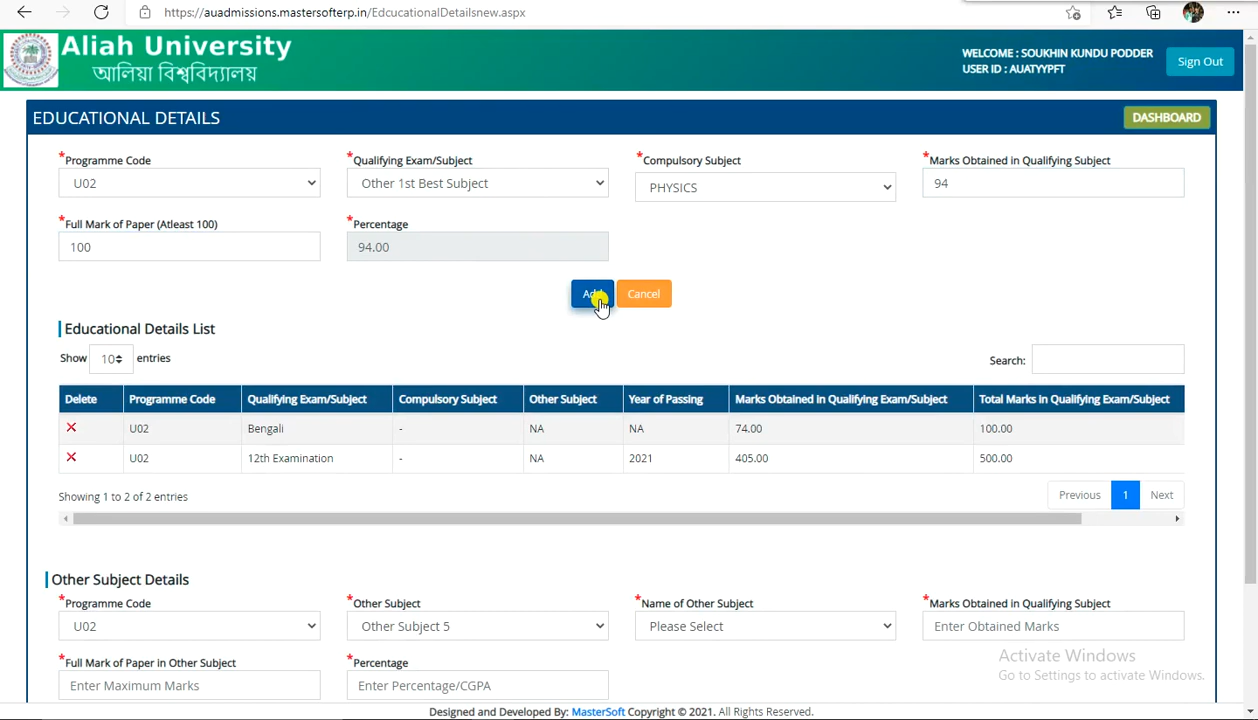 https://auadmissions.mastersofterp.in/EdcucationalDetailsnew.aspx
Aliah University
আলিয়া বিশ্ববিদ্যালয়
WELCOME : SOUKHIN KUNDU PODDER
USER ID : AUATYYPFT
Sign Out
EDUCATIONAL DETAILS
DASHBOARD
*Programme Code
*Qualifying Exam/Subject
*Compulsory Subject
*Marks Obtained in Qualifying Subject
U02
Other 1st Best Subject
PHYSICS
94
*Full Mark of Paper (Atleast 100)
*Percentage
100
94.00
Add
Cancel
Educational Details List
Show 10 entries
Search:
Delete Programme Code Qualifying Exam/Subject Compulsory Subject Other Subject Year of Passing Marks Obtained in Qualifying Exam/Subject Total Marks in Qualifying Exam/Subject
U02 Bengali - NA NA 74.00 100.00
U02 12th Examination - NA 2021 405.00 500.00
Showing 1 to 2 of 2 entries
Previous 1 Next
Other Subject Details
*Programme Code
*Other Subject
*Name of Other Subject
*Marks Obtained in Qualifying Subject
U02
Other Subject 5
Please Select
Enter Obtained Marks
*Full Mark of Paper in Other Subject
*Percentage
Enter Maximum Marks
Enter Percentage/CGPA
Activate Windows
Go to Settings to activate Windows.
Designed and Developed By: MasterSoft Copyright © 2021. All Rights Reserved.